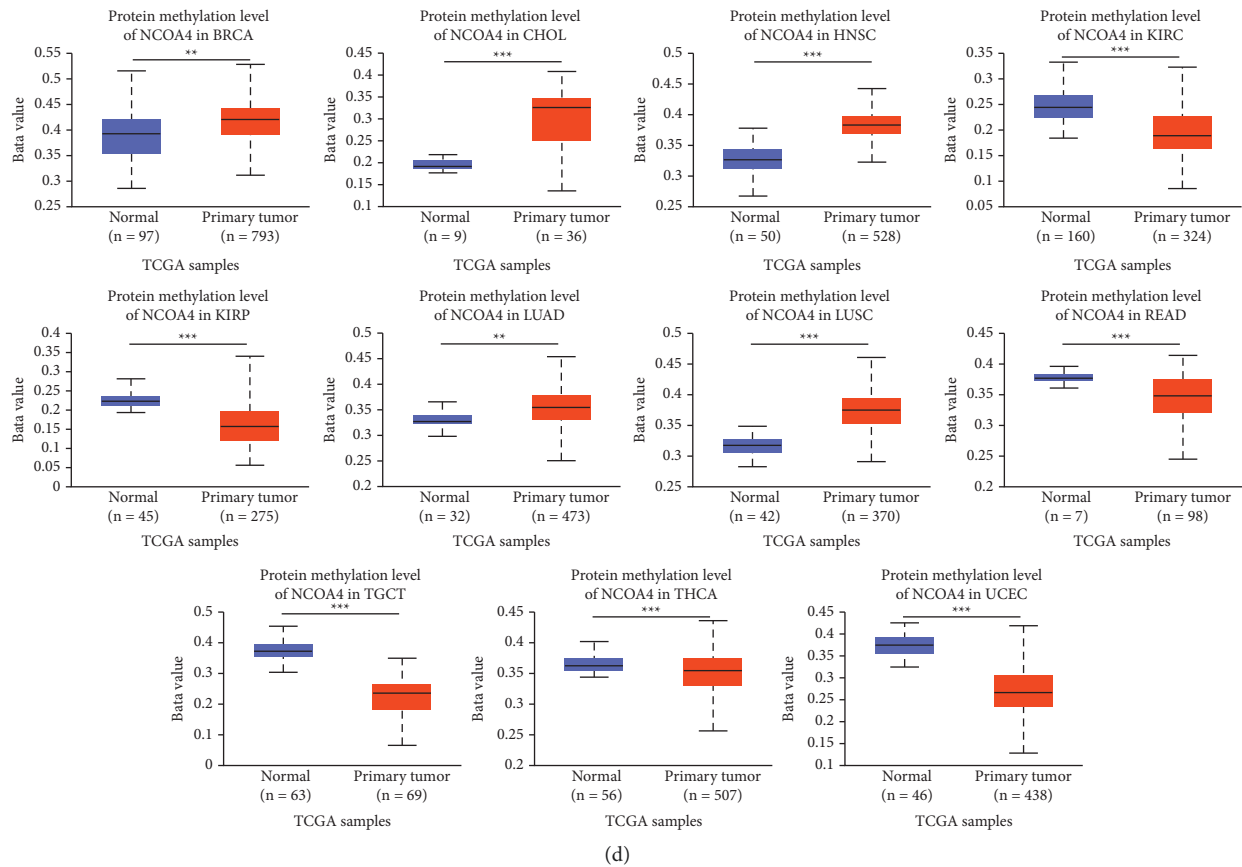 Protein methylation level
of NCOA4 in BRCA
**
Bata value
0.55
0.5
0.45
0.4
0.35
0.3
0.25
Normal
(n = 97)
Primary tumor
(n = 793)
TCGA samples
Protein methylation level
of NCOA4 in CHOL
***
Bata value
0.45
0.4
0.35
0.3
0.25
0.2
0.15
0.1
Normal
(n = 9)
Primary tumor
(n = 36)
TCGA samples
Protein methylation level
of NCOA4 in HNSC
***
Bata value
0.5
0.45
0.4
0.35
0.3
0.25
Normal
(n = 50)
Primary tumor
(n = 528)
TCGA samples
Protein methylation level
of NCOA4 in KIRC
***
Bata value
0.35
0.3
0.25
0.2
0.15
0.1
0.05
Normal
(n = 160)
Primary tumor
(n = 324)
TCGA samples
Protein methylation level
of NCOA4 in KIRP
***
Bata value
0.4
0.35
0.3
0.25
0.2
0.15
0.1
0.05
0
Normal
(n = 45)
Primary tumor
(n = 275)
TCGA samples
Protein methylation level
of NCOA4 in LUAD
**
Bata value
0.5
0.45
0.4
0.35
0.3
0.25
0.2
Normal
(n = 32)
Primary tumor
(n = 473)
TCGA samples
Protein methylation level
of NCOA4 in LUSC
***
Bata value
0.5
0.45
0.4
0.35
0.3
0.25
Normal
(n = 42)
Primary tumor
(n = 370)
TCGA samples
Protein methylation level
of NCOA4 in READ
***
Bata value
0.45
0.4
0.35
0.3
0.25
0.2
Normal
(n = 7)
Primary tumor
(n = 98)
TCGA samples
Protein methylation level
of NCOA4 in TGCT
***
Bata value
0.5
0.4
0.3
0.2
0.1
0
Normal
(n = 63)
Primary tumor
(n = 69)
TCGA samples
Protein methylation level
of NCOA4 in THCA
***
Bata value
0.45
0.4
0.35
0.3
0.25
0.2
Normal
(n = 56)
Primary tumor
(n = 507)
TCGA samples
Protein methylation level
of NCOA4 in UCEC
***
Bata value
0.45
0.4
0.35
0.3
0.25
0.2
0.15
0.1
Normal
(n = 46)
Primary tumor
(n = 438)
TCGA samples
(d)